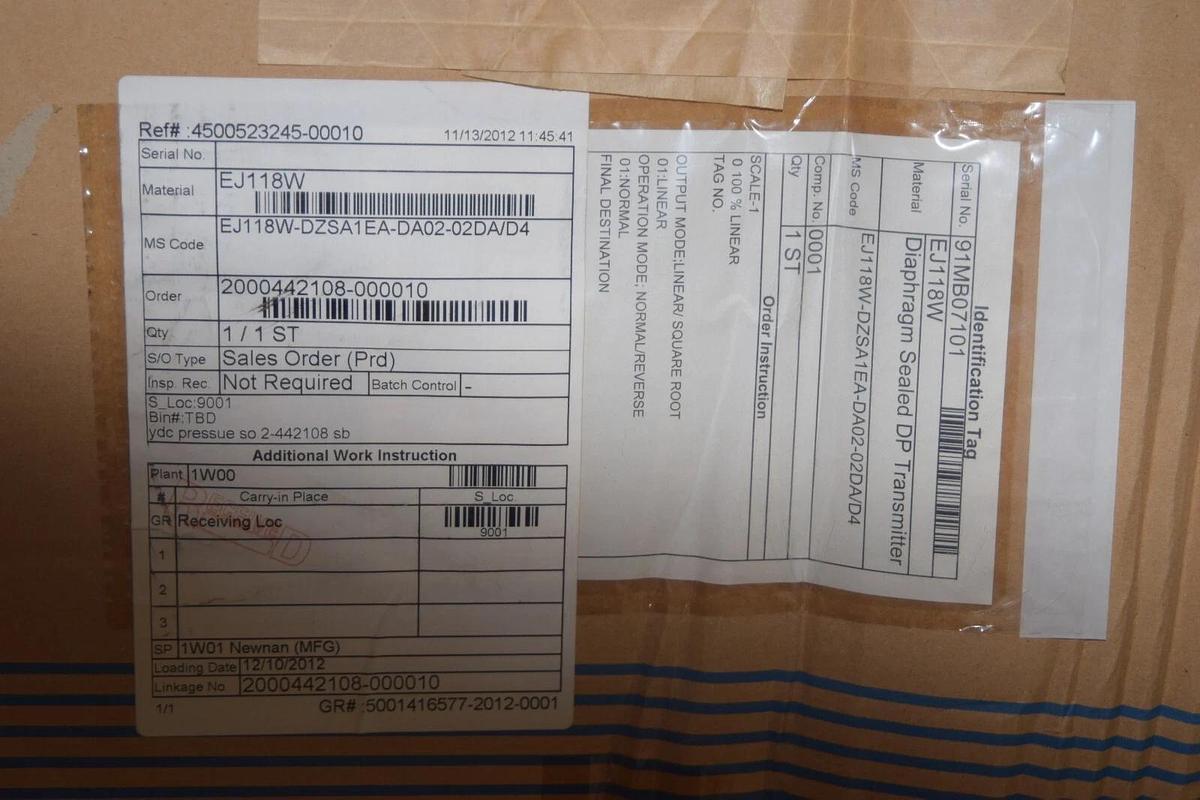 Ref# :4500523245-00010 11/13/2012 11:45:41
Serial No.
Material EJ118W
MS Code EJ118W-DZSA1EA-DA02-02DA/D4
Order 2000442108-000010
Qty 1 / 1 ST
S/O Type Sales Order (Prd)
Insp. Rec. Not Required Batch Control -
S_Loc:9001
Bin#:TBD
ydc pressue so 2-442108 sb
Additional Work Instruction
Plant 1W00
# Carry-in Place S_Loc.
GR Receiving Loc 9001
1
2
3
SP 1W01 Newnan (MFG)
Loading Date 12/10/2012
Linkage No 2000442108-000010
1/1 GR# :5001416577-2012-0001
Identification Tag
Serial No. 91MB07101
Material EJ118W
Diaphragm Sealed DP Transmitter
MS Code EJ118W-DZSA1EA-DA02-02DA/D4
Comp. No. 0001
Qty 1 ST
Order Instruction
SCALE-1
0 100 % LINEAR
TAG NO.
OUTPUT MODE;LINEAR/ SQUARE ROOT
01:LINEAR
OPERATION MODE; NORMAL/REVERSE
01:NORMAL
FINAL DESTINATION